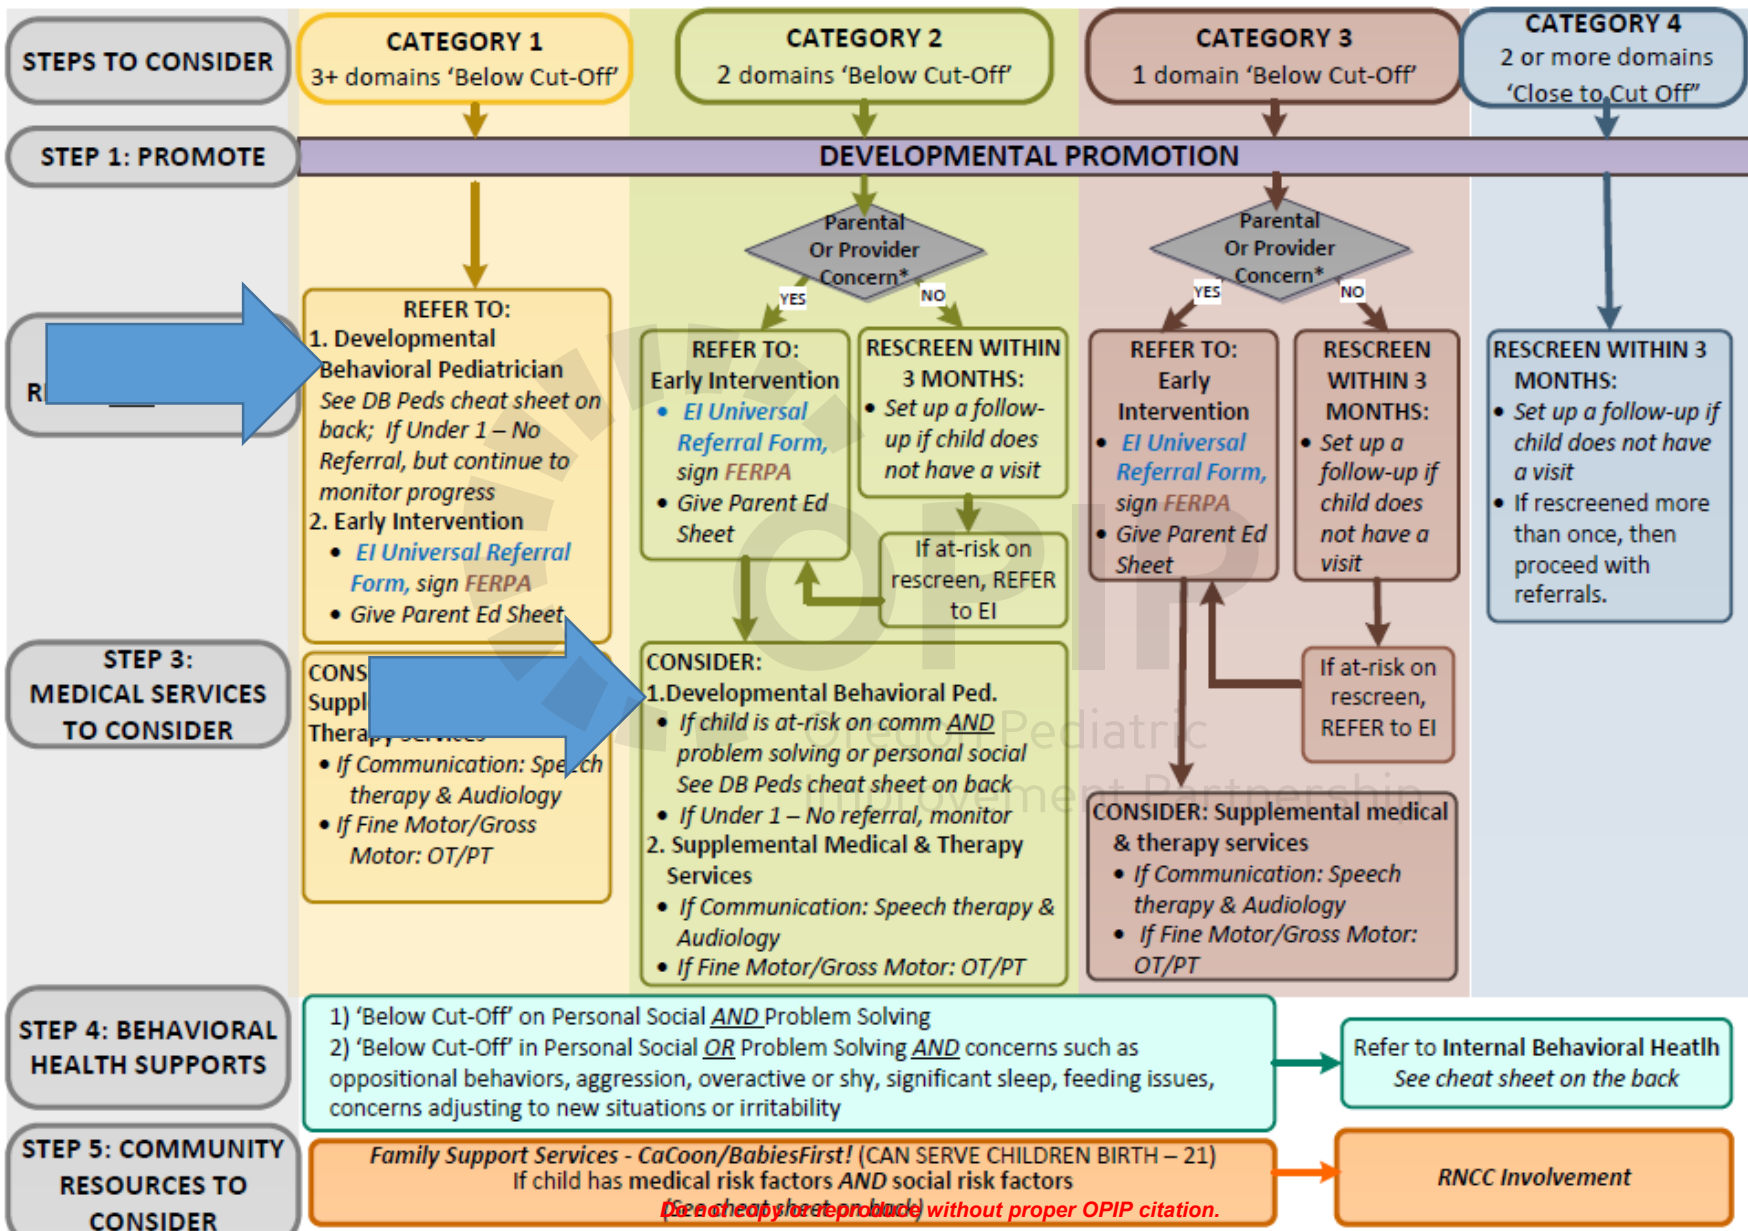 STEPS TO CONSIDER
CATEGORY 1
3+ domains ‘Below Cut-Off’
CATEGORY 2
2 domains ‘Below Cut-Off’
CATEGORY 3
1 domain ‘Below Cut-Off’
CATEGORY 4
2 or more domains
‘Close to Cut Off”
STEP 1: PROMOTE
DEVELOPMENTAL PROMOTION
REFER TO:
1. Developmental
Behavioral Pediatrician
See DB Peds cheat sheet on
back; If Under 1 – No
Referral, but continue to
monitor progress
2. Early Intervention
• EI Universal Referral
Form, sign FERPA
• Give Parent Ed Sheet
Parental
Or Provider
Concern*
YES
NO
REFER TO:
Early Intervention
• EI Universal
Referral Form,
sign FERPA
• Give Parent Ed
Sheet
RESCREEN WITHIN
3 MONTHS:
• Set up a follow-
up if child does
not have a visit
If at-risk on
rescreen, REFER
to EI
Parental
Or Provider
Concern*
YES
NO
REFER TO:
Early
Intervention
• EI Universal
Referral Form,
sign FERPA
• Give Parent Ed
Sheet
RESCREEN
WITHIN 3
MONTHS:
• Set up a
follow-up if
child does
not have a
visit
If at-risk on
rescreen,
REFER to EI
RESCREEN WITHIN 3
MONTHS:
• Set up a follow-up if
child does not have
a visit
• If rescreened more
than once, then
proceed with
referrals.
STEP 3:
MEDICAL SERVICES
TO CONSIDER
Therapy Services
• If Communication: Speech
therapy & Audiology
• If Fine Motor/Gross
Motor: OT/PT
CONSIDER:
1.Developmental Behavioral Ped.
• If child is at-risk on comm AND
problem solving or personal social
See DB Peds cheat sheet on back
• If Under 1 – No referral, monitor
2. Supplemental Medical & Therapy
Services
• If Communication: Speech therapy &
Audiology
• If Fine Motor/Gross Motor: OT/PT
CONSIDER: Supplemental medical
& therapy services
• If Communication: Speech
therapy & Audiology
• If Fine Motor/Gross Motor:
OT/PT
OPIP
Oregon Pediatric
Improvement Partnership
STEP 4: BEHAVIORAL
HEALTH SUPPORTS
1) ‘Below Cut-Off’ on Personal Social AND Problem Solving
2) ‘Below Cut-Off’ in Personal Social OR Problem Solving AND concerns such as
oppositional behaviors, aggression, overactive or shy, significant sleep, feeding issues,
concerns adjusting to new situations or irritability
Refer to Internal Behavioral Heatlh
See cheat sheet on the back
STEP 5: COMMUNITY
RESOURCES TO
CONSIDER
Family Support Services - CaCoon/BabiesFirst! (CAN SERVE CHILDREN BIRTH – 21)
If child has medical risk factors AND social risk factors
(See cheat sheet on back)
RNCC Involvement
Do not copy or reproduce without proper OPIP citation.